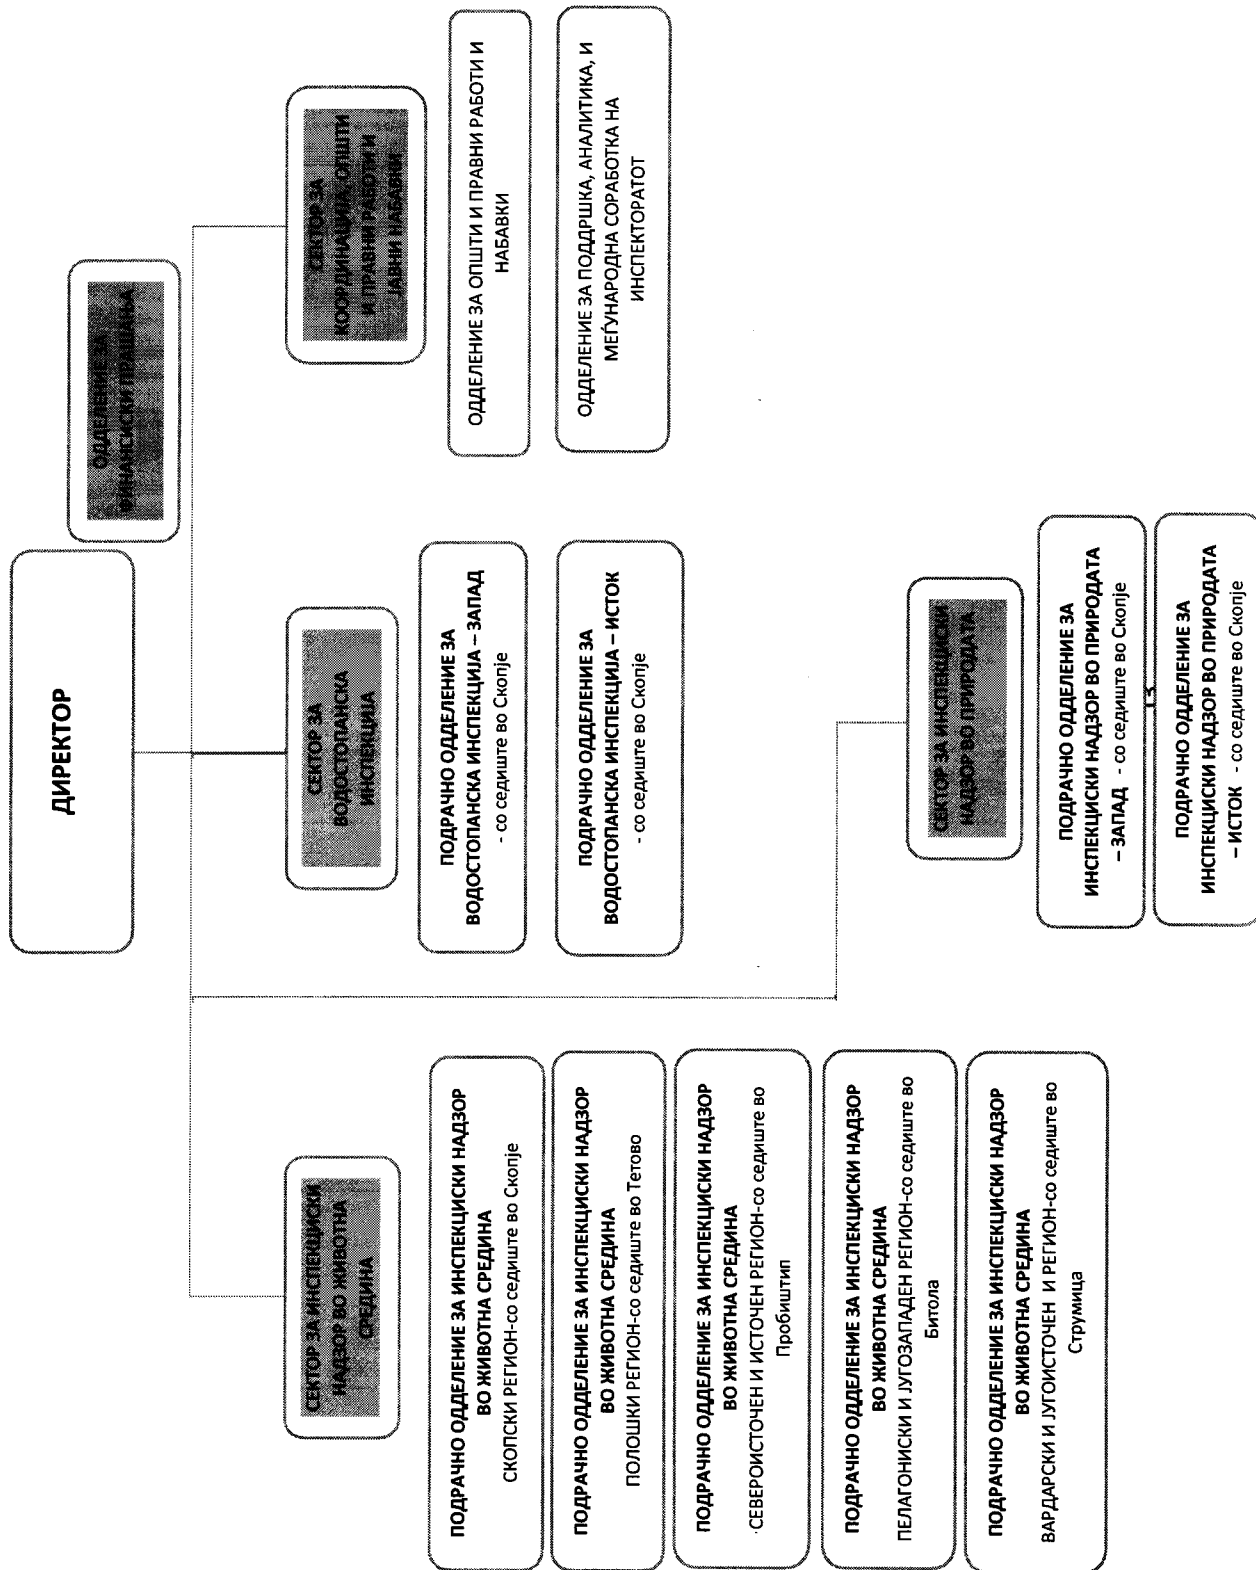 ДИРЕКТОР
ОДДЕЛЕНИЕ ЗА
ФИНАНСИСКИ ПРАШАЊА
СЕКТОР ЗА ИНСПЕКЦИСКИ
НАДЗОР ВО ЖИВОТНА
СРЕДИНА
ПОДРАЧНО ОДДЕЛЕНИЕ ЗА ИНСПЕКЦИСКИ НАДЗОР
ВО ЖИВОТНА СРЕДИНА
СКОПСКИ РЕГИОН-со седиште во Скопје
ПОДРАЧНО ОДДЕЛЕНИЕ ЗА ИНСПЕКЦИСКИ НАДЗОР
ВО ЖИВОТНА СРЕДИНА
ПОЛОШКИ РЕГИОН-со седиште во Тетово
ПОДРАЧНО ОДДЕЛЕНИЕ ЗА ИНСПЕКЦИСКИ НАДЗОР
ВО ЖИВОТНА СРЕДИНА
СЕВЕРОИСТОЧЕН И ИСТОЧЕН РЕГИОН-со седиште во
Пробиштип
ПОДРАЧНО ОДДЕЛЕНИЕ ЗА ИНСПЕКЦИСКИ НАДЗОР
ВО ЖИВОТНА СРЕДИНА
ПЕЛАГОНИСКИ И ЈУГОЗАПАДЕН РЕГИОН-со седиште во
Битола
ПОДРАЧНО ОДДЕЛЕНИЕ ЗА ИНСПЕКЦИСКИ НАДЗОР
ВО ЖИВОТНА СРЕДИНА
ВАРДАРСКИ И ЈУГОИСТОЧЕН И РЕГИОН-со седиште во
Струмица
СЕКТОР ЗА
ВОДОСТОПАНСКА
ИНСПЕКЦИЈА
ПОДРАЧНО ОДДЕЛЕНИЕ ЗА
ВОДОСТОПАНСКА ИНСПЕКЦИЈА – ЗАПАД
- со седиште во Скопје
ПОДРАЧНО ОДДЕЛЕНИЕ ЗА
ВОДОСТОПАНСКА ИНСПЕКЦИЈА – ИСТОК
- со седиште во Скопје
СЕКТОР ЗА
КООРДИНАЦИЈА, ОПШТИ
И ПРАВНИ РАБОТИ И
ЈАВНИ НАБАВКИ
ОДДЕЛЕНИЕ ЗА ОПШТИ И ПРАВНИ РАБОТИ И
НАБАВКИ
ОДДЕЛЕНИЕ ЗА ПОДДРШКА, АНАЛИТИКА, И
МЕЃУНАРОДНА СОРАБОТКА НА
ИНСПЕКТОРАТОТ
СЕКТОР ЗА ИНСПЕКЦИСКИ
НАДЗОР ВО ПРИРОДАТА
ПОДРАЧНО ОДДЕЛЕНИЕ ЗА
ИНСПЕКЦИСКИ НАДЗОР ВО ПРИРОДАТА
– ЗАПАД - со седиште во Скопје
13
ПОДРАЧНО ОДДЕЛЕНИЕ ЗА
ИНСПЕКЦИСКИ НАДЗОР ВО ПРИРОДАТА
– ИСТОК - со седиште во Скопје